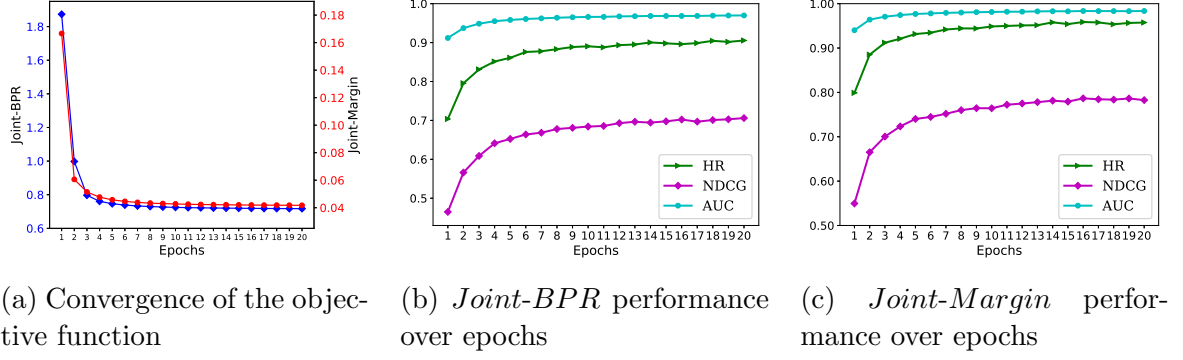 1.8
1.6
1.4
1.2
1.0
0.8
0.6
Joint-BPR
0.18
0.16
0.14
0.12
0.10
0.08
0.06
0.04
Joint-Margin
1 2 3 4 5 6 7 8 9 10 11 12 13 14 15 16 17 18 19 20
Epochs
1.0
0.9
0.8
0.7
0.6
0.5
HR
NDCG
AUC
1 2 3 4 5 6 7 8 9 10 11 12 13 14 15 16 17 18 19 20
Epochs
1.00
0.90
0.80
0.70
0.60
0.50
HR
NDCG
AUC
1 2 3 4 5 6 7 8 9 10 11 12 13 14 15 16 17 18 19 20
Epochs
(a) Convergence of the objec-
tive function
(b) Joint-BPR performance
over epochs
(c) Joint-Margin perfor-
mance over epochs